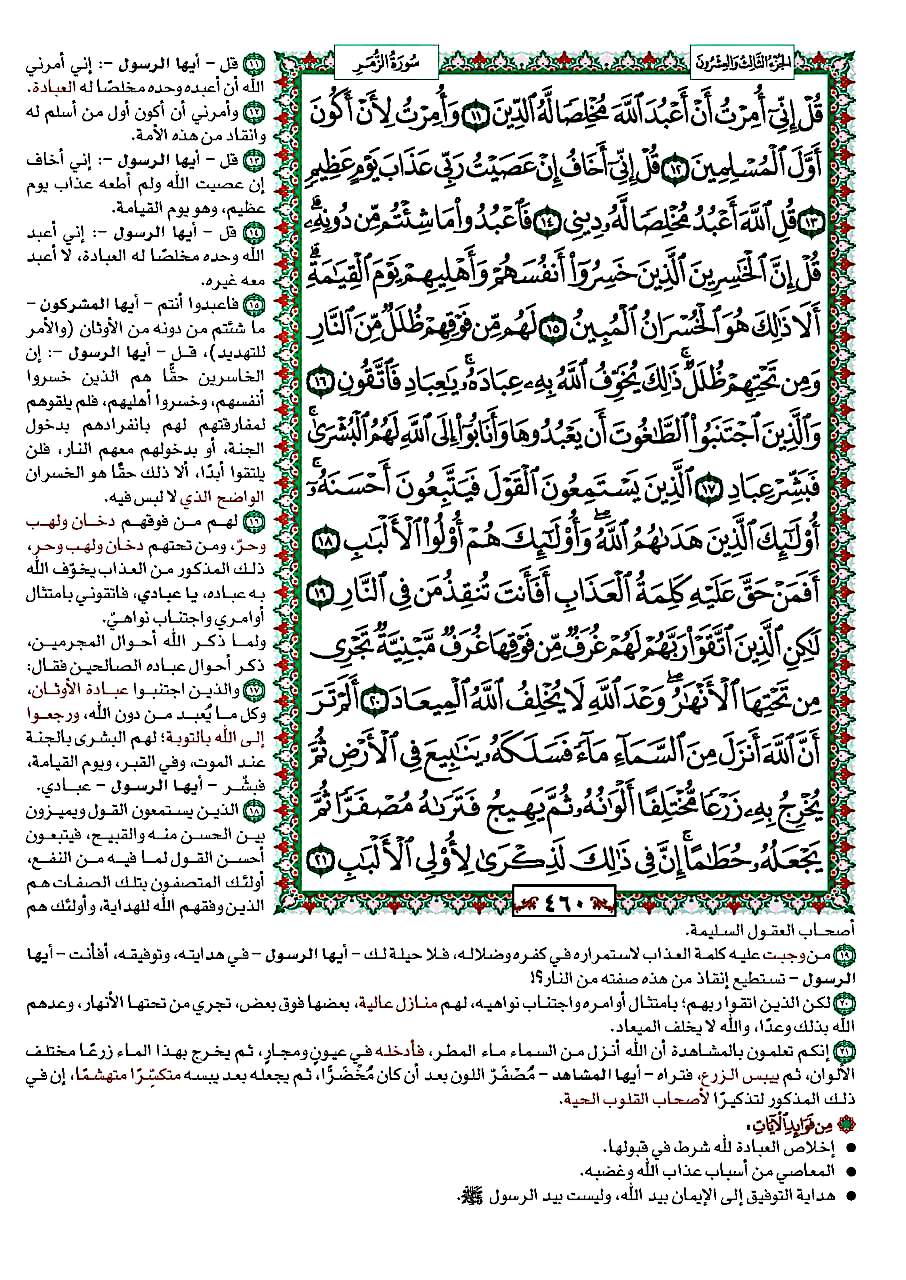 الجزء الثالث والعشرون
سورة الزمر
قُلْ إِنِّيٓ أُمِرْتُ أَنْ أَعْبُدَ ٱللَّهَ مُخْلِصًا لَّهُ ٱلدِّينَ ١١ وَأُمِرْتُ لِأَنْ أَكُونَ
أَوَّلَ ٱلْمُسْلِمِينَ ١٢ قُلْ إِنِّيٓ أَخَافُ إِنْ عَصَيْتُ رَبِّي عَذَابَ يَوْمٍ عَظِيمٍ
١٣ قُلِ ٱللَّهَ أَعْبُدُ مُخْلِصًا لَّهُۥ دِينِي ١٤ فَٱعْبُدُوا۟ مَا شِئْتُم مِّن دُونِهِۦۗ
قُلْ إِنَّ ٱلْخَٰسِرِينَ ٱلَّذِينَ خَسِرُوٓا۟ أَنفُسَهُمْ وَأَهْلِيهِمْ يَوْمَ ٱلْقِيَٰمَةِۗ
أَلَا ذَٰلِكَ هُوَ ٱلْخُسْرَانُ ٱلْمُبِينُ ١٥ لَهُم مِّن فَوْقِهِمْ ظُلَلٌ مِّنَ ٱلنَّارِ
وَمِن تَحْتِهِمْ ظُلَلٌۚ ذَٰلِكَ يُخَوِّفُ ٱللَّهُ بِهِۦ عِبَادَهُۥۚ يَٰعِبَادِ فَٱتَّقُونِ ١٦
وَٱلَّذِينَ ٱجْتَنَبُوا۟ ٱلطَّٰغُوتَ أَن يَعْبُدُوهَا وَأَنَابُوٓا۟ إِلَى ٱللَّهِ لَهُمُ ٱلْبُشْرَىٰۚ
فَبَشِّرْ عِبَادِ ١٧ ٱلَّذِينَ يَسْتَمِعُونَ ٱلْقَوْلَ فَيَتَّبِعُونَ أَحْسَنَهُۥٓۚ
أُو۟لَٰٓئِكَ ٱلَّذِينَ هَدَىٰهُمُ ٱللَّهُۖ وَأُو۟لَٰٓئِكَ هُمْ أُو۟لُوا۟ ٱلْأَلْبَٰبِ ١٨
أَفَمَنْ حَقَّ عَلَيْهِ كَلِمَةُ ٱلْعَذَابِ أَفَأَنتَ تُنقِذُ مَن فِي ٱلنَّارِ ١٩
لَٰكِنِ ٱلَّذِينَ ٱتَّقَوْا۟ رَبَّهُمْ لَهُمْ غُرَفٌ مِّن فَوْقِهَا غُرَفٌ مَّبْنِيَّةٌ تَجْرِي
مِن تَحْتِهَا ٱلْأَنْهَٰرُۖ وَعْدَ ٱللَّهِ لَا يُخْلِفُ ٱللَّهُ ٱلْمِيعَادَ ٢٠ أَلَمْ تَرَ
أَنَّ ٱللَّهَ أَنزَلَ مِنَ ٱلسَّمَآءِ مَآءً فَسَلَكَهُۥ يَنَٰبِيعَ فِي ٱلْأَرْضِ ثُمَّ
يُخْرِجُ بِهِۦ زَرْعًا مُّخْتَلِفًا أَلْوَٰنُهُۥ ثُمَّ يَهِيجُ فَتَرَىٰهُ مُصْفَرًّا ثُمَّ
يَجْعَلُهُۥ حُطَٰمًاۚ إِنَّ فِي ذَٰلِكَ لَذِكْرَىٰ لِأُو۟لِي ٱلْأَلْبَٰبِ ٢١
٤٦٠
١١ قل – أيها الرسول –: إني أمرني
الله أن أعبده وحده مخلصًا له العبادة.
١٢ وأمرني أن أكون أول من أسلم له
وانقاد من هذه الأمة.
١٣ قل – أيها الرسول –: إني أخاف
إن عصيت الله ولم أطعه عذاب يوم
عظيم، وهو يوم القيامة.
١٤ قل – أيها الرسول –: إني أعبد
الله وحده مخلصًا له العبادة، لا أعبد
معه غيره.
١٥ فاعبدوا أنتم – أيها المشركون –
ما شئتم من دونه من الأوثان (والأمر
للتهديد)، قل – أيها الرسول –: إن
الخاسرين حقًّا هم الذين خسروا
أنفسهم، وخسروا أهليهم، فلم يلقوهم
لمفارقتهم لهم بانفرادهم بدخول
الجنة، أو بدخولهم معهم النار، فلن
يلتقوا أبدًا، ألا ذلك حقًّا هو الخسران
الواضح الذي لا لبس فيه.
١٦ لهم من فوقهم دخان ولهب
وحرّ، ومن تحتهم دخان ولهب وحر،
ذلك المذكور من العذاب يخوّف الله
به عباده، يا عبادي، فاتقوني بامتثال
أوامري واجتناب نواهيّ.
ولما ذكر الله أحوال المجرمين،
ذكر أحوال عباده الصالحين فقال:
١٧ والذين اجتنبوا عبادة الأوثان،
وكل ما يُعبد من دون الله، ورجعوا
إلى الله بالتوبة؛ لهم البشرى بالجنة
عند الموت، وفي القبر، ويوم القيامة،
فبشّر – أيها الرسول – عبادي.
١٨ الذين يستمعون القول ويميزون
بين الحسن منه والقبيح، فيتبعون
أحسن القول لما فيه من النفع،
أولئك المتصفون بتلك الصفات هم
الذين وفقهم الله للهداية، وأولئك هم
أصحاب العقول السليمة.
١٩ من وجبت عليه كلمة العذاب لاستمراره في كفره وضلاله، فلا حيلة لك – أيها الرسول – في هدايته، وتوفيقه، أفأنت – أيها
الرسول – تستطيع إنقاذ من هذه صفته من النار؟!
٢٠ لكن الذين اتقوا ربهم؛ بامتثال أوامره واجتناب نواهيه، لهم منازل عالية، بعضها فوق بعض، تجري من تحتها الأنهار، وعدهم
الله بذلك وعدًا، والله لا يخلف الميعاد.
٢١ إنكم تعلمون بالمشاهدة أن الله أنزل من السماء ماء المطر، فأدخله في عيونٍ ومجارٍ، ثم يخرج بهذا الماء زرعًا مختلف
الألوان، ثم ييبس الزرع، فتراه – أيها المشاهد – مُصْفَرّ اللون بعد أن كان مُخْضَرًّا، ثم يجعله بعد يبسه متكسِّرًا متهشمًا، إن في
ذلك المذكور لتذكيرًا لأصحاب القلوب الحية.
من فوائد الآيات:
• إخلاص العبادة لله شرط في قبولها.
• المعاصي من أسباب عذاب الله وغضبه.
• هداية التوفيق إلى الإيمان بيد الله، وليست بيد الرسول ﷺ.